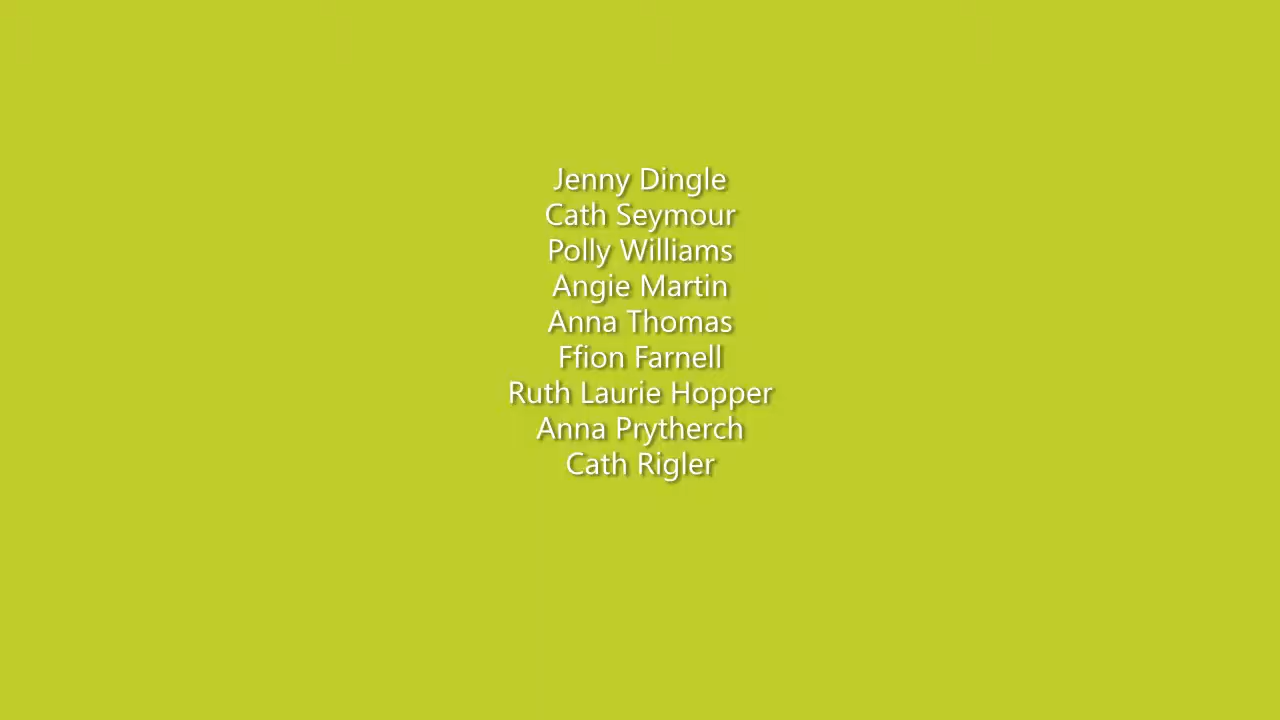 Jenny Dingle
Cath Seymour
Polly Williams
Angie Martin
Anna Thomas
Ffion Farnell
Ruth Laurie Hopper
Anna Prytherch
Cath Rigler